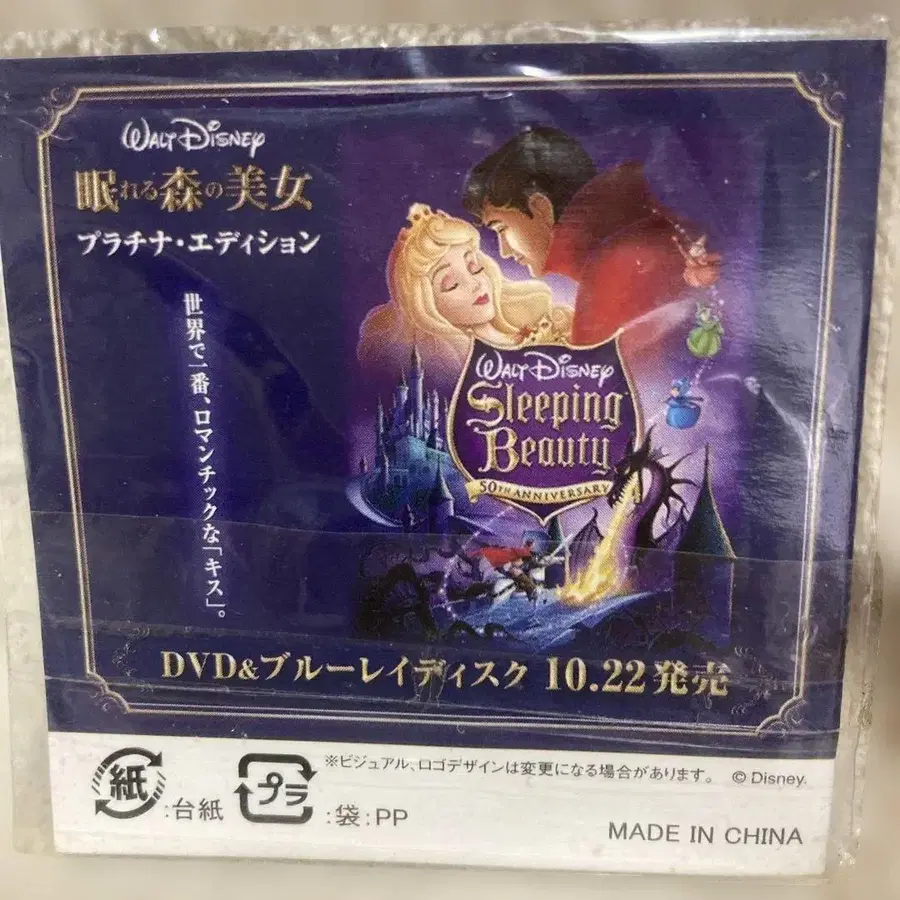 WALT DISNEY
眠れる森の美女
プラチナ・エディション
世界で一番、ロマンチックな「キス」。
WALT DISNEY
Sleeping
Beauty
50TH ANNIVERSARY
DVD&ブルーレイディスク 10.22発売
紙
:台紙
プラ
:袋:PP
※ビジュアル、ロゴデザインは変更になる場合があります。 © Disney.
MADE IN CHINA